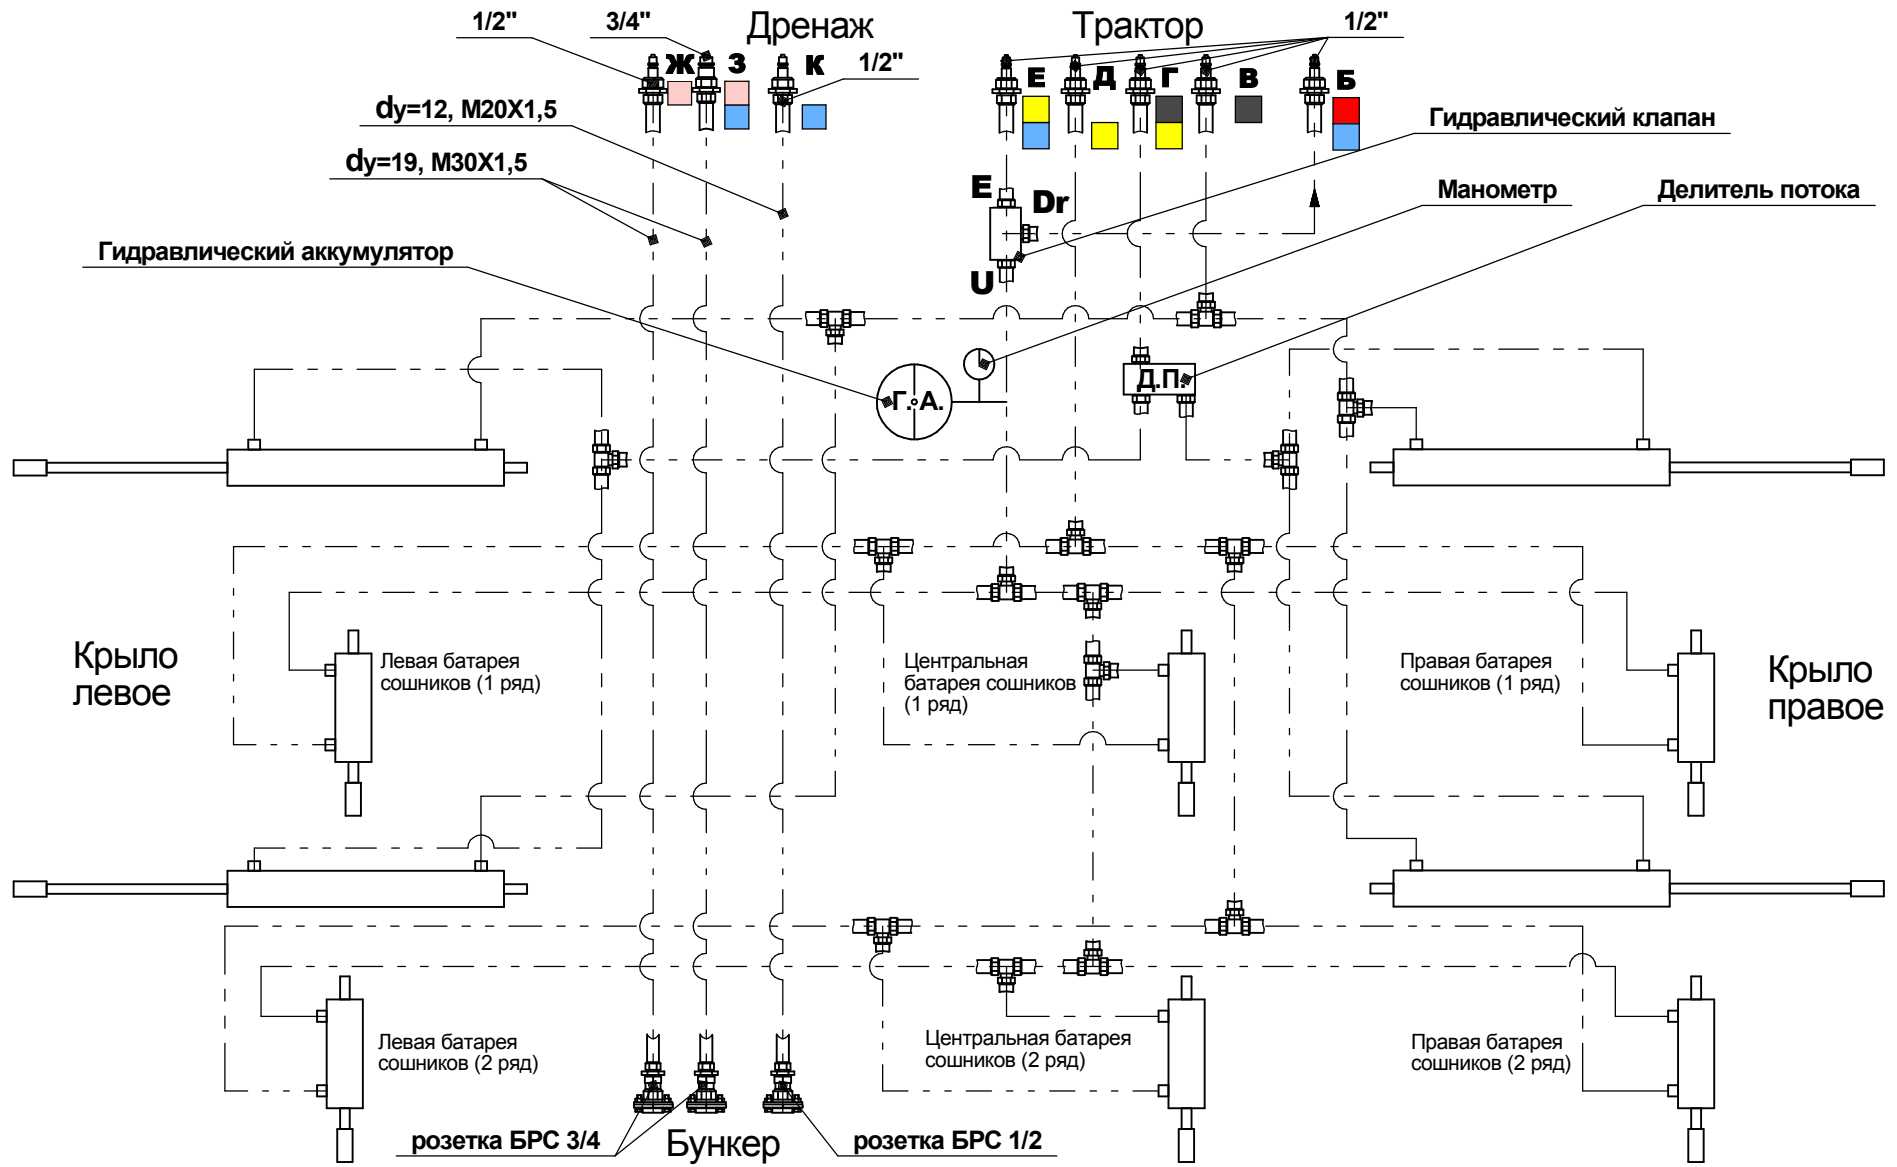 1/2"
3/4"
Дренаж
Трактор
1/2"
Ж
З
К
1/2"
Е
Д
Г
В
Б
dy=12, М20Х1,5
Гидравлический клапан
dy=19, М30Х1,5
E
Dr
Манометр
Делитель потока
Гидравлический аккумулятор
U
Г.А.
Д.П.
Крыло
левое
Левая батарея
сошников (1 ряд)
Центральная
батарея сошников
(1 ряд)
Правая батарея
сошников (1 ряд)
Крыло
правое
Левая батарея
сошников (2 ряд)
Центральная батарея
сошников (2 ряд)
Правая батарея
сошников (2 ряд)
розетка БРС 3/4
Бункер
розетка БРС 1/2